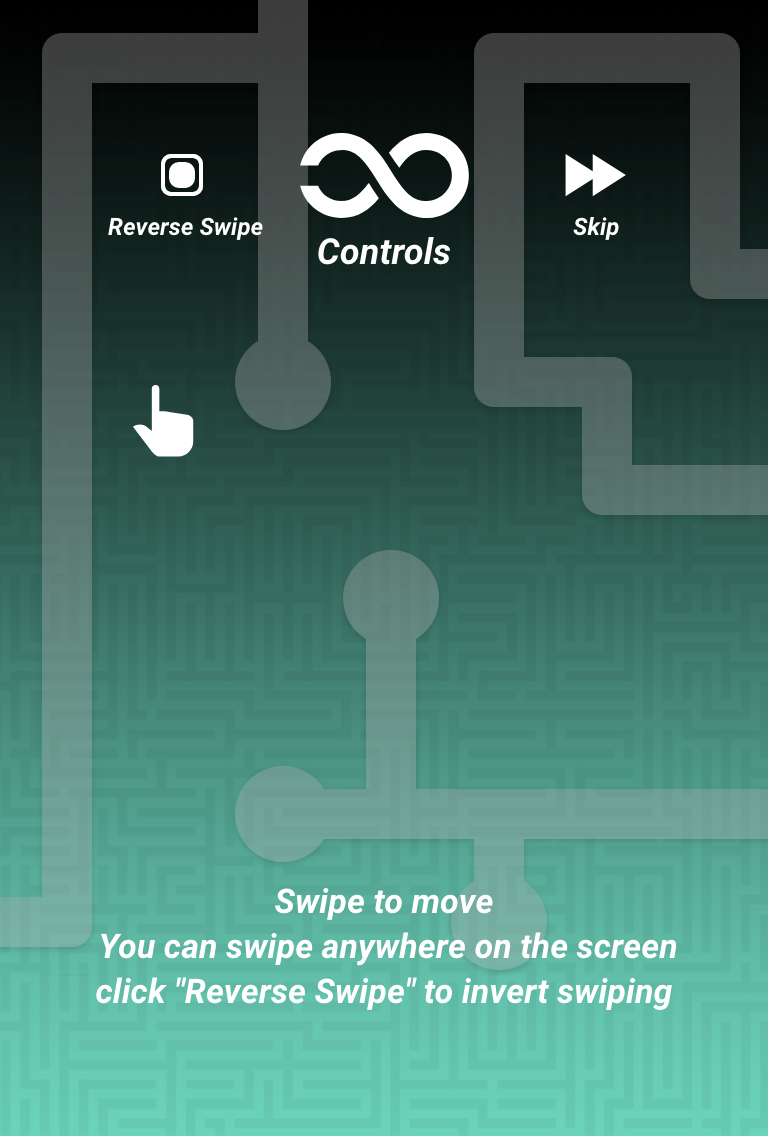 Reverse Swipe
Controls
Skip
Swipe to move
You can swipe anywhere on the screen
click "Reverse Swipe" to invert swiping